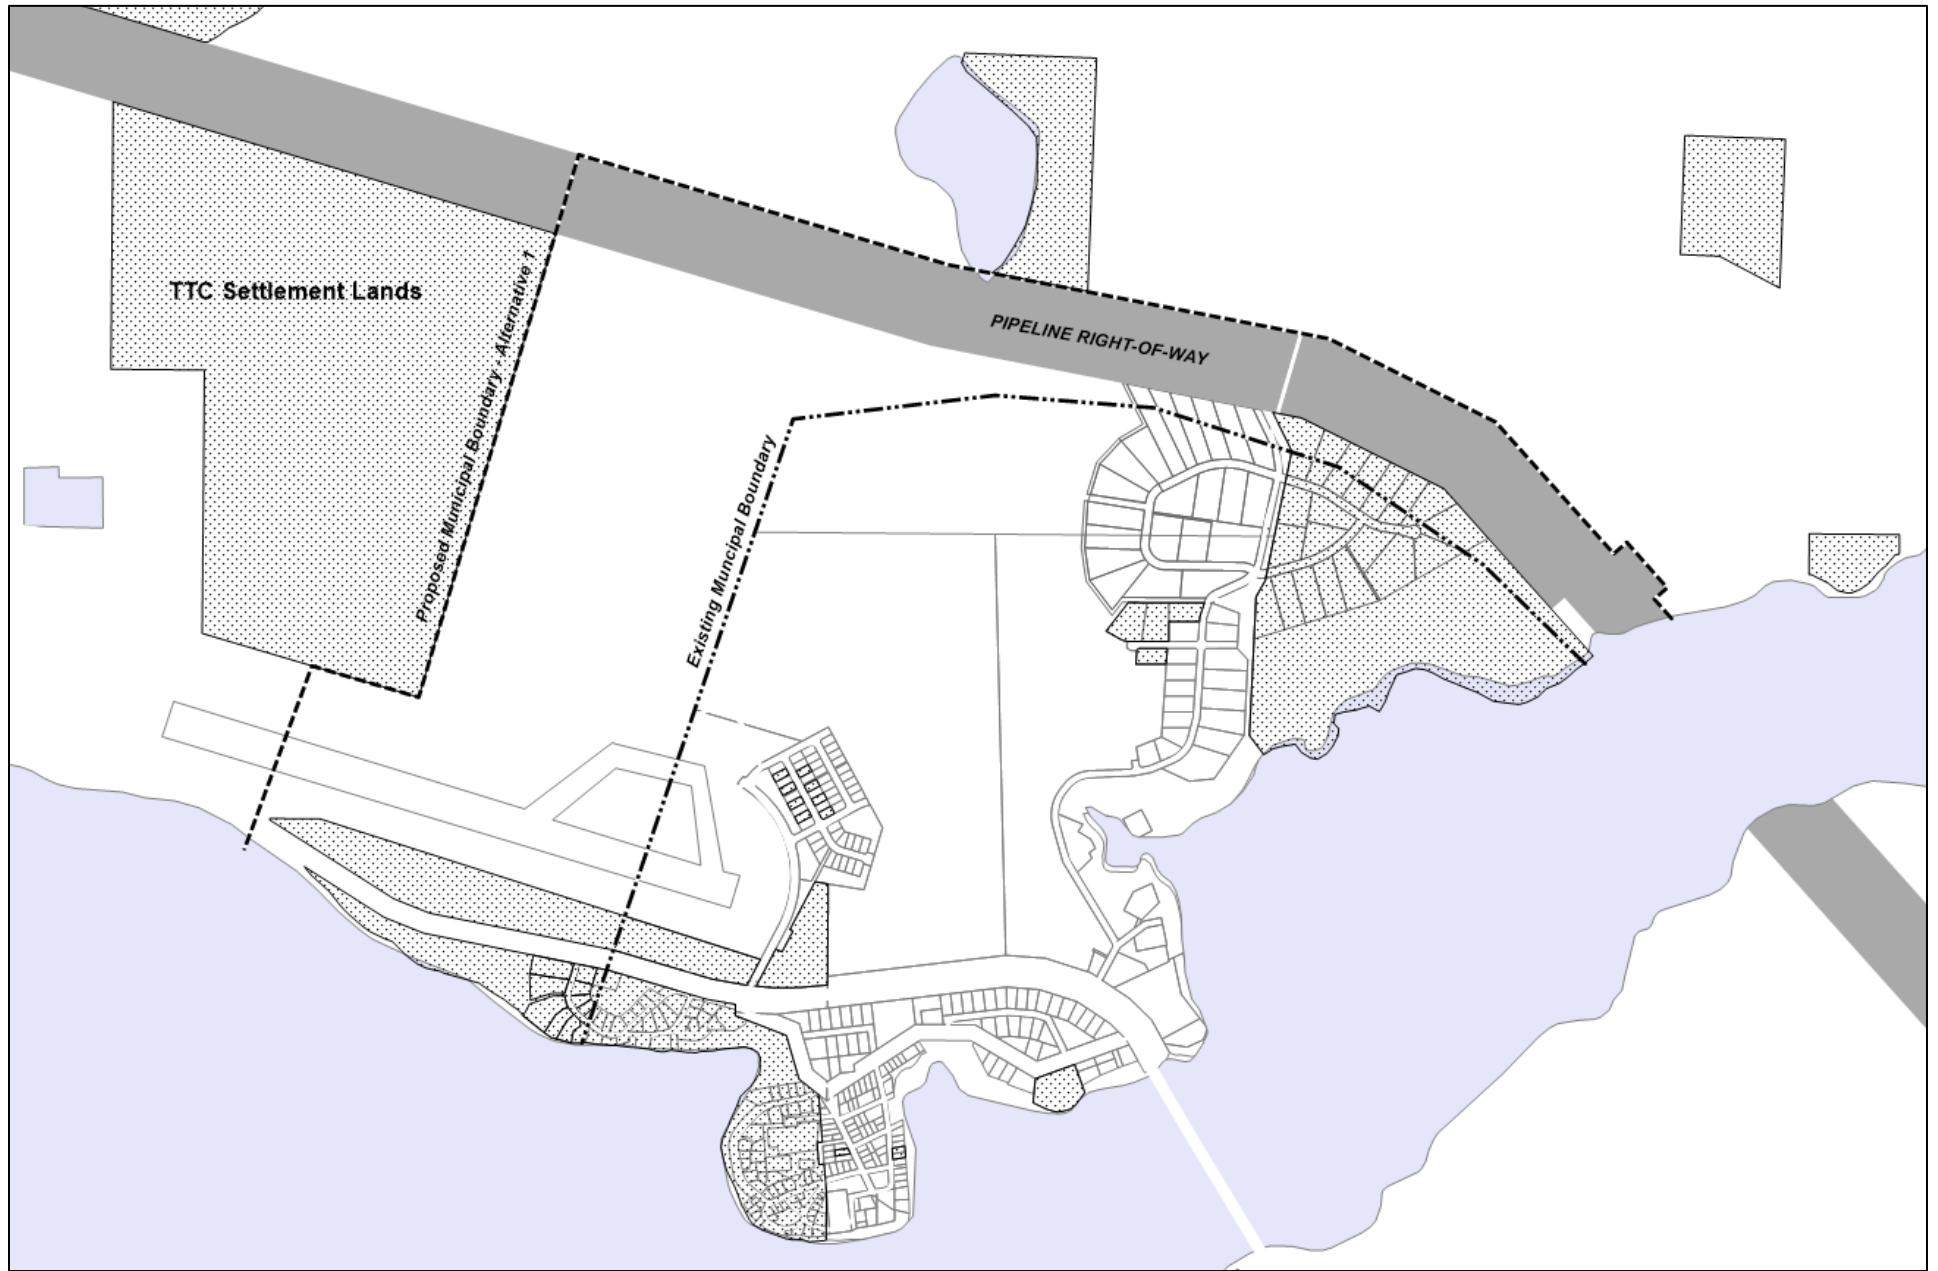 TTC Settlement Lands
Proposed Municipal Boundary - Alternative 1
PIPELINE RIGHT-OF-WAY
Existing Muncipal Boundary